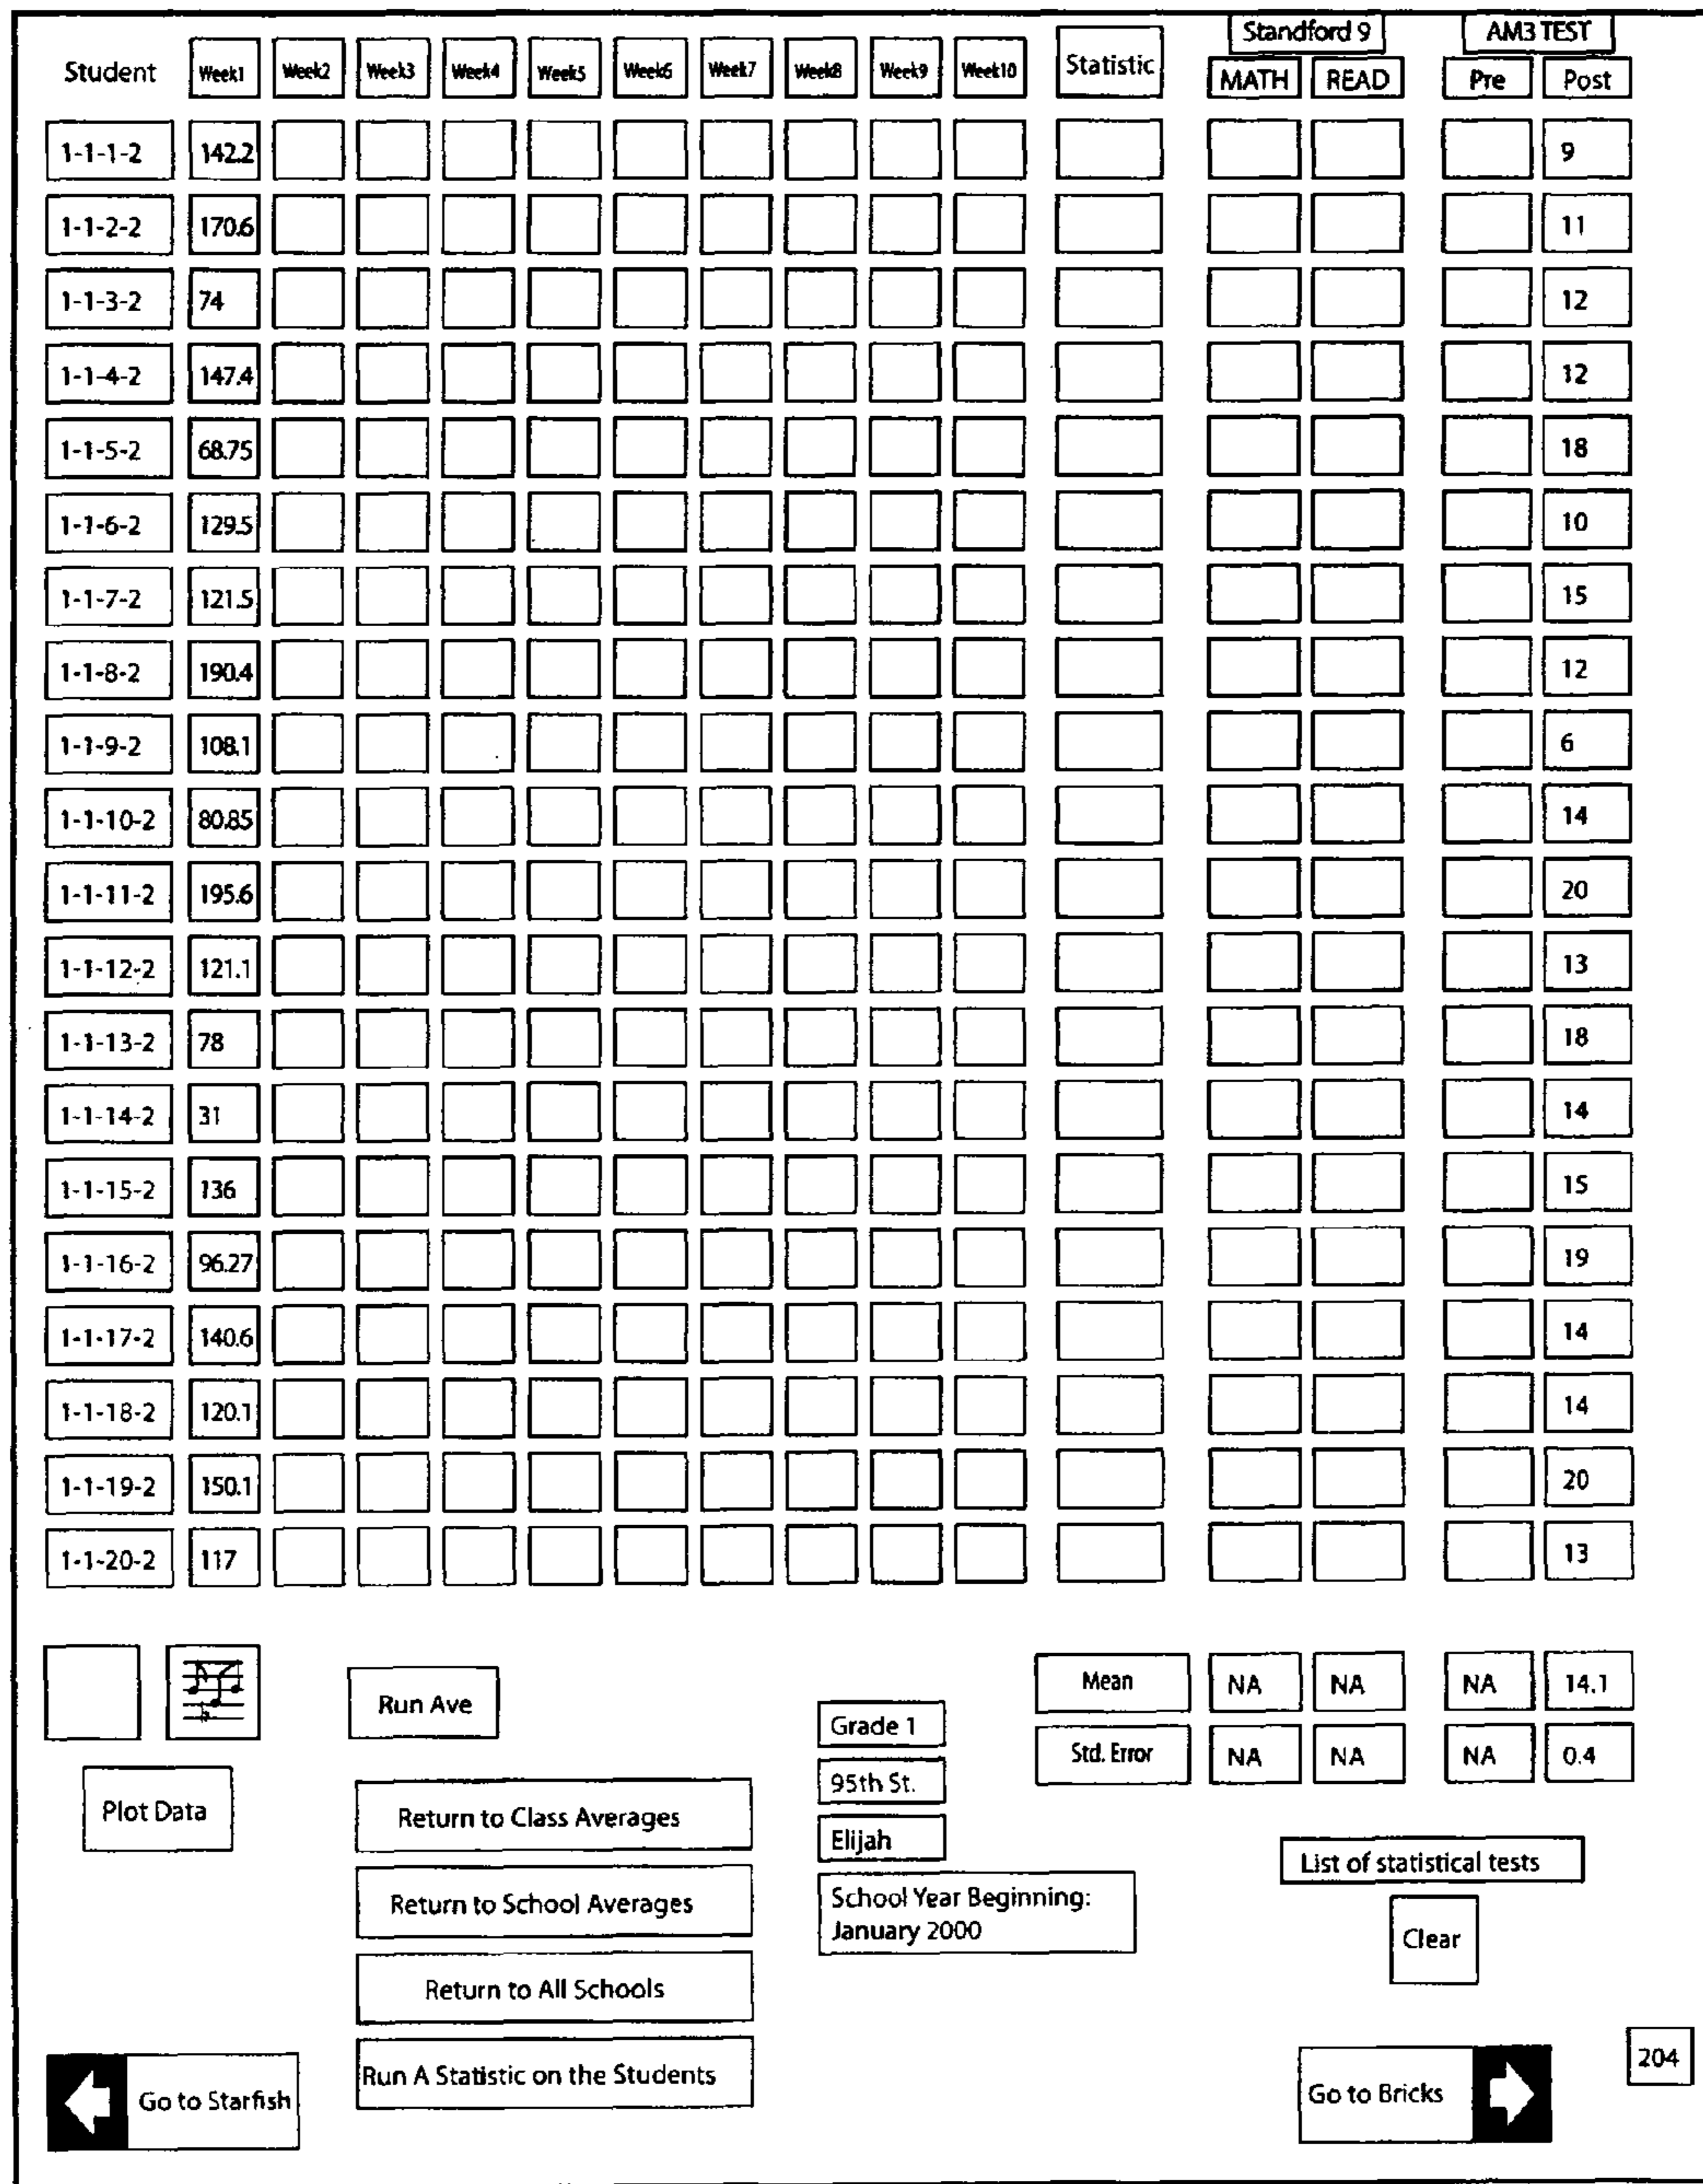 Standford 9 AM3 TEST
Student Week1 Week2 Week3 Week4 Week5 Week6 Week7 Week8 Week9 Week10 Statistic MATH READ Pre Post
1-1-1-2 142.2 9
1-1-2-2 170.6 11
1-1-3-2 74 12
1-1-4-2 147.4 12
1-1-5-2 68.75 18
1-1-6-2 129.5 10
1-1-7-2 121.5 15
1-1-8-2 190.4 12
1-1-9-2 108.1 6
1-1-10-2 80.85 14
1-1-11-2 195.6 20
1-1-12-2 121.1 13
1-1-13-2 78 18
1-1-14-2 31 14
1-1-15-2 136 15
1-1-16-2 96.27 19
1-1-17-2 140.6 14
1-1-18-2 120.1 14
1-1-19-2 150.1 20
1-1-20-2 117 13
Mean NA NA NA 14.1
Run Ave
Grade 1
Std. Error NA NA NA 0.4
95th St.
Plot Data
Return to Class Averages
Elijah
List of statistical tests
Return to School Averages
School Year Beginning:
January 2000
Clear
Return to All Schools
Run A Statistic on the Students
204
Go to Starfish
Go to Bricks